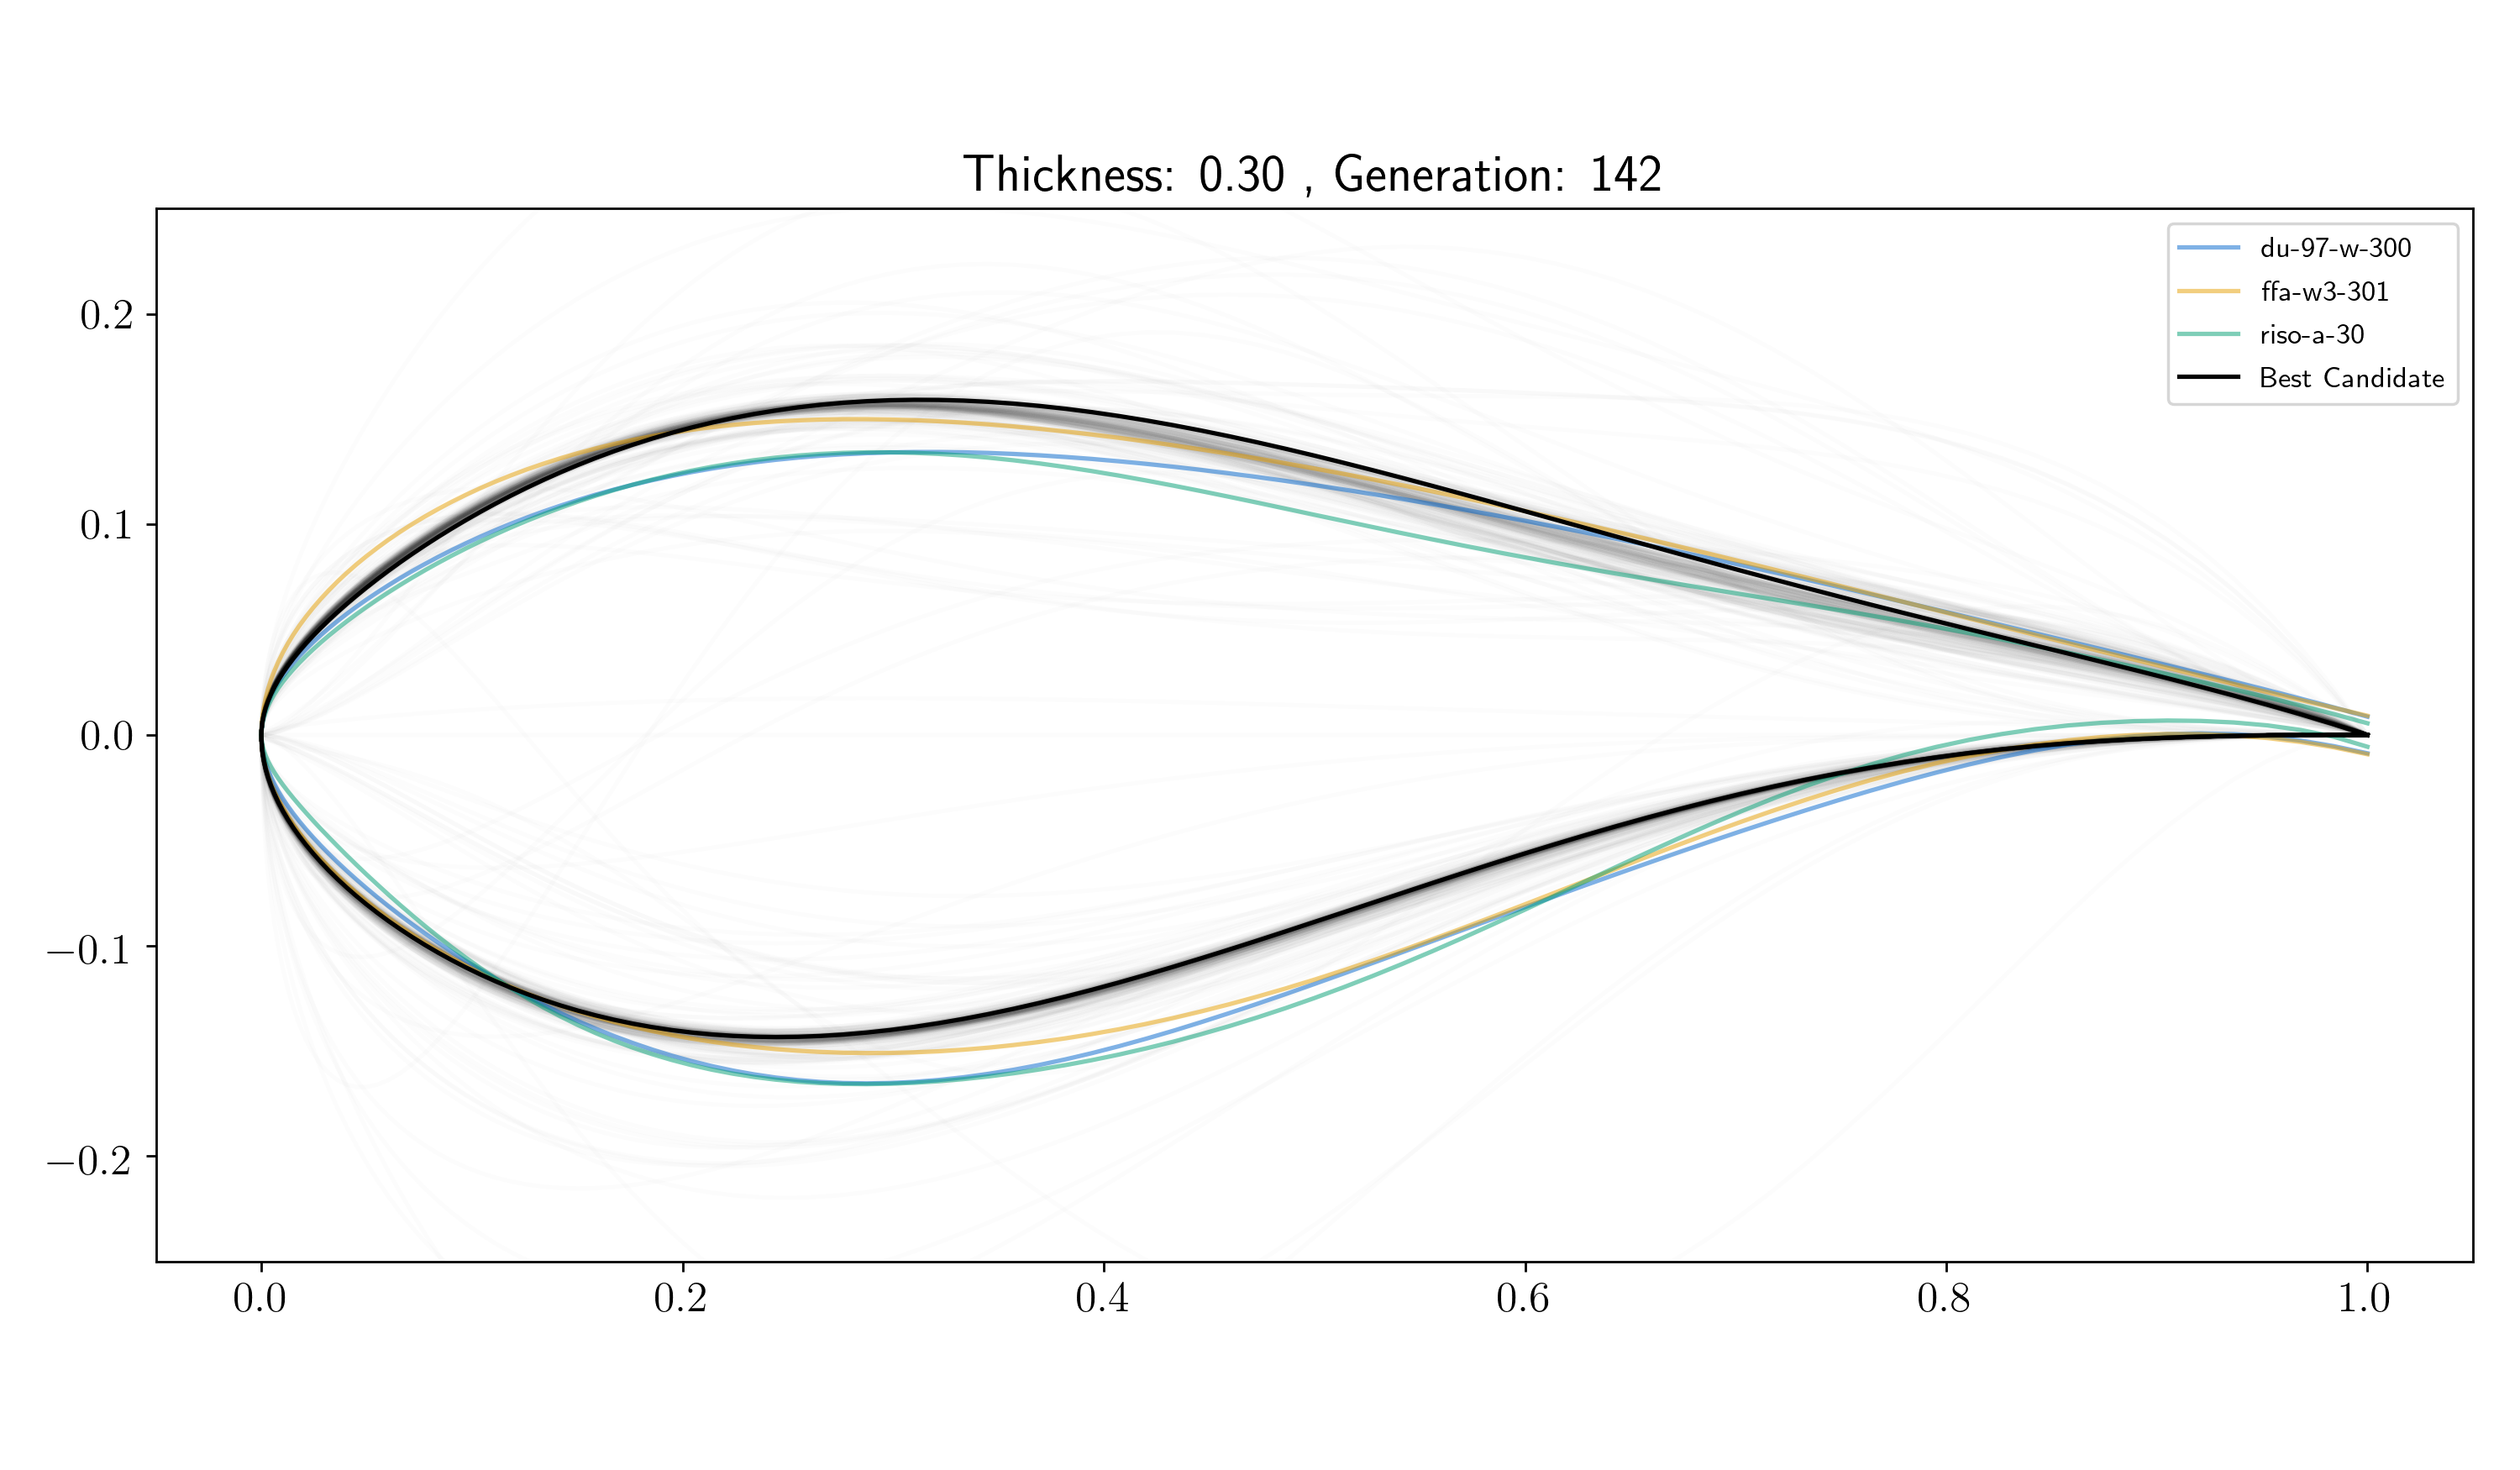 Thickness: 0.30 , Generation: 142
du-97-w-300
ffa-w3-301
riso-a-30
Best Candidate
0.2
0.1
0.0
−0.1
−0.2
0.0 0.2 0.4 0.6 0.8 1.0